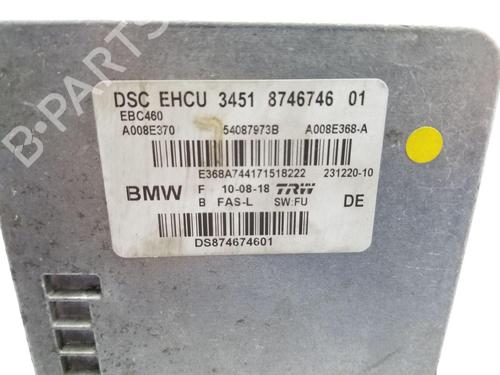 DSC EHCU 3451 8746746 01
EBC460
A008E370 54087973B A008E368-A
E368A744171518222 231220-10
BMW F 10-08-18 TRW
B FAS-L SW:FU DE
DS874674601